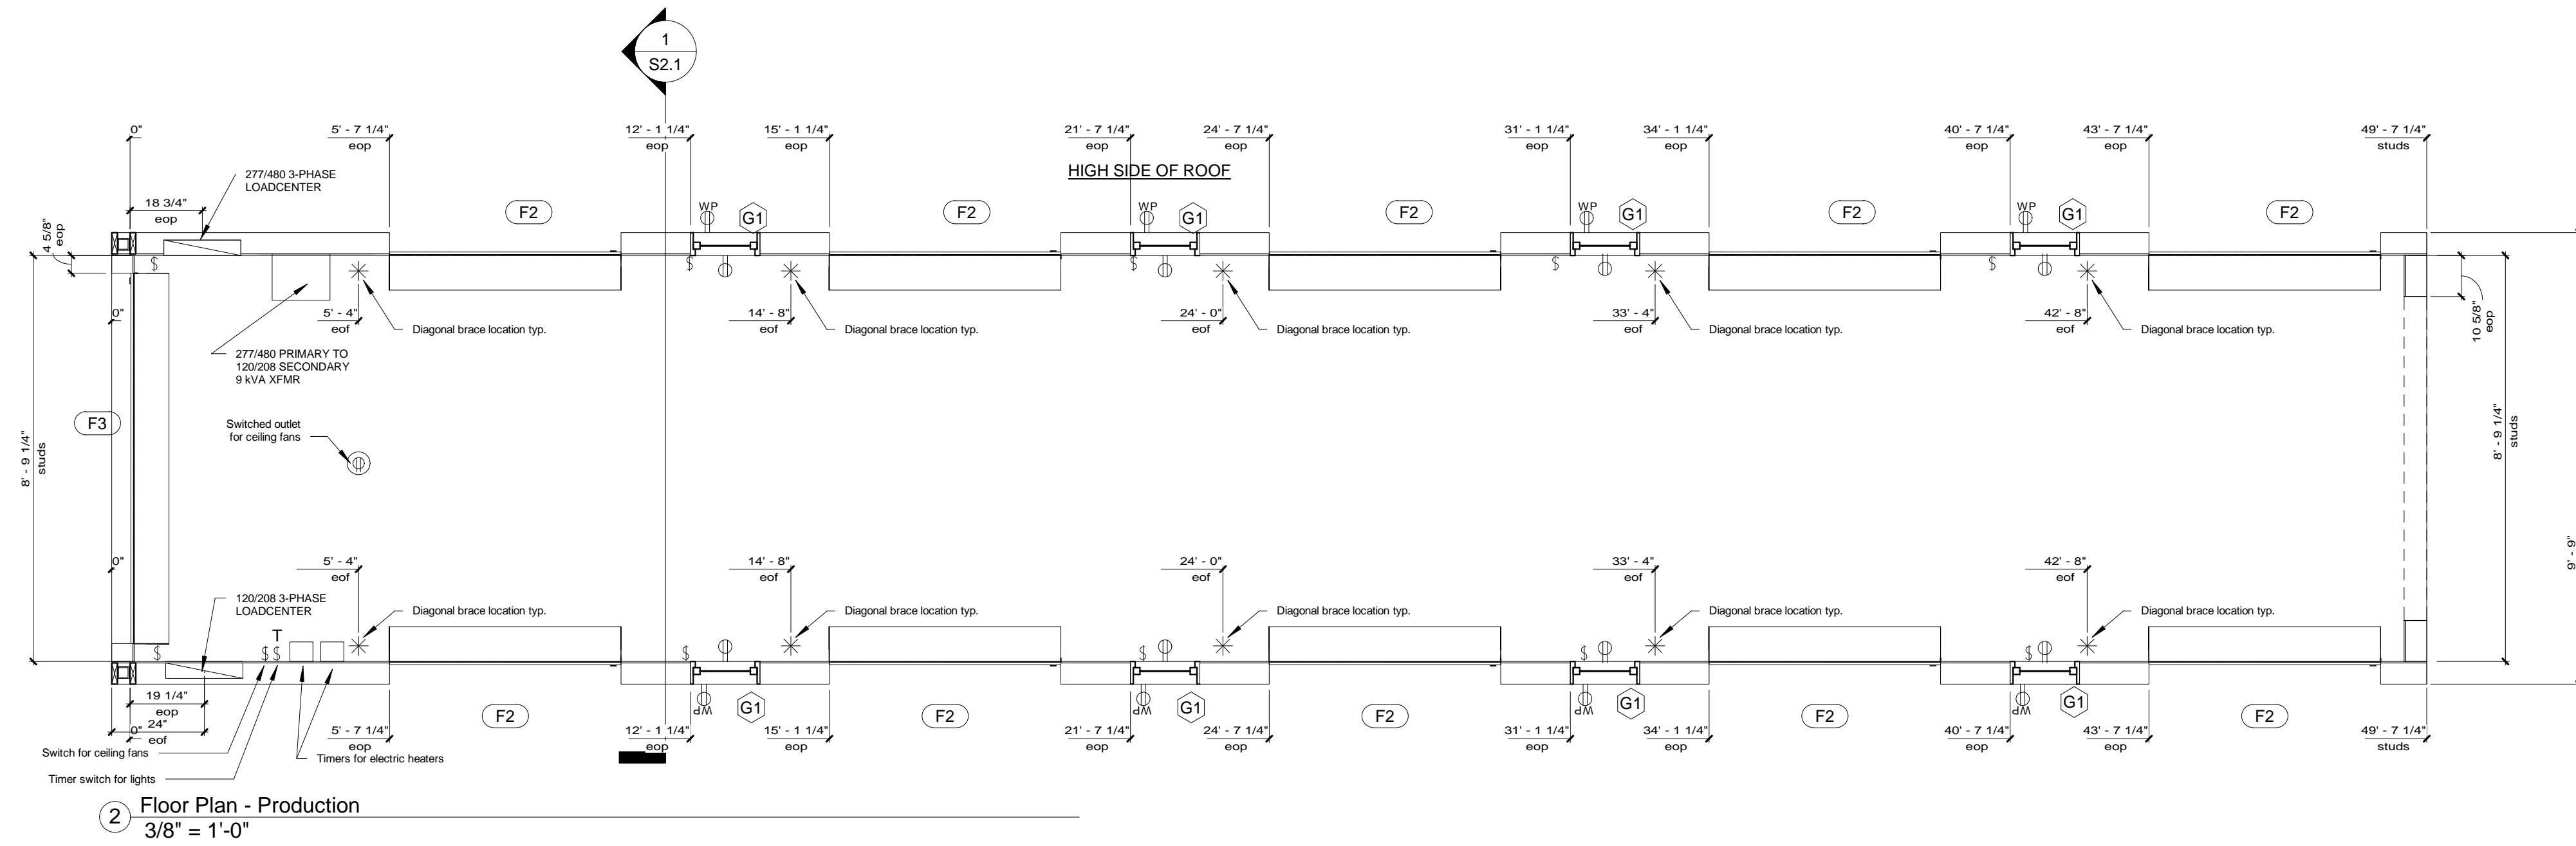 1
S2.1
0"
5' - 7 1/4"
eop
12' - 1 1/4"
eop
15' - 1 1/4"
eop
21' - 7 1/4"
eop
24' - 7 1/4"
eop
31' - 1 1/4"
eop
34' - 1 1/4"
eop
40' - 7 1/4"
eop
43' - 7 1/4"
eop
49' - 7 1/4"
studs
HIGH SIDE OF ROOF
277/480 3-PHASE
LOADCENTER
18 3/4"
eop
4 5/8"
eop
F2
WP
G1
F2
WP
G1
F2
WP
G1
F2
WP
G1
F2
$
$
$
$
$
0"
5' - 4"
eof
Diagonal brace location typ.
14' - 8"
eof
Diagonal brace location typ.
24' - 0"
eof
Diagonal brace location typ.
33' - 4"
eof
Diagonal brace location typ.
42' - 8"
eof
Diagonal brace location typ.
10 5/8"
eop
277/480 PRIMARY TO
120/208 SECONDARY
9 kVA XFMR
F3
Switched outlet
for ceiling fans
8' - 9 1/4"
studs
8' - 9 1/4"
studs
9' - 9"
0"
5' - 4"
eof
14' - 8"
eof
24' - 0"
eof
33' - 4"
eof
42' - 8"
eof
120/208 3-PHASE
LOADCENTER
Diagonal brace location typ.
Diagonal brace location typ.
Diagonal brace location typ.
Diagonal brace location typ.
Diagonal brace location typ.
T
$
$ $
$
$
$
$
19 1/4"
eop
0"
24"
eof
F2
WP
G1
F2
WP
G1
F2
WP
G1
F2
WP
G1
F2
5' - 7 1/4"
eop
12' - 1 1/4"
eop
15' - 1 1/4"
eop
21' - 7 1/4"
eop
24' - 7 1/4"
eop
31' - 1 1/4"
eop
34' - 1 1/4"
eop
40' - 7 1/4"
eop
43' - 7 1/4"
eop
49' - 7 1/4"
studs
Switch for ceiling fans
Timers for electric heaters
Timer switch for lights
2
Floor Plan - Production
3/8" = 1'-0"